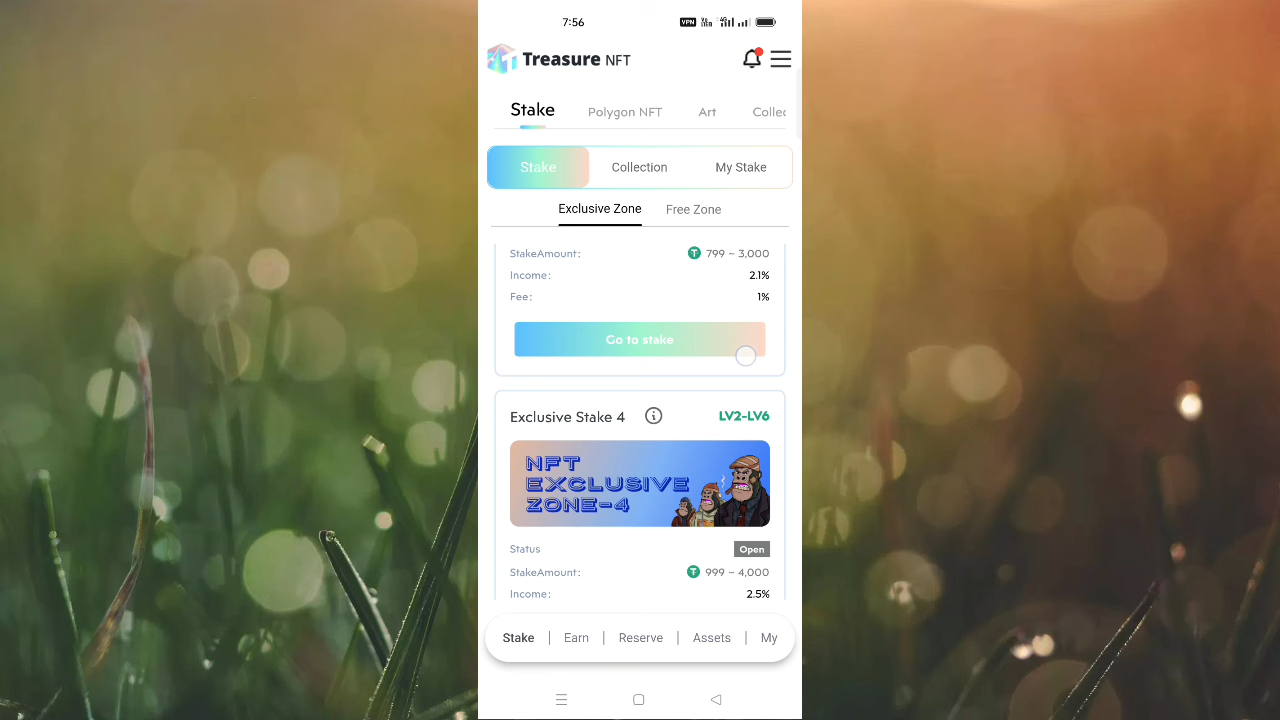 7:56
VPN
Treasure NFT
Stake Polygon NFT Art Collec
Stake Collection My Stake
Exclusive Zone Free Zone
StakeAmount: 799 ~ 3,000
Income: 2.1%
Fee: 1%
Go to stake
Exclusive Stake 4 LV2-LV6
NFT
EXCLUSIVE
ZONE-4
Status Open
StakeAmount: 999 ~ 4,000
Income: 2.5%
Stake | Earn | Reserve | Assets | My